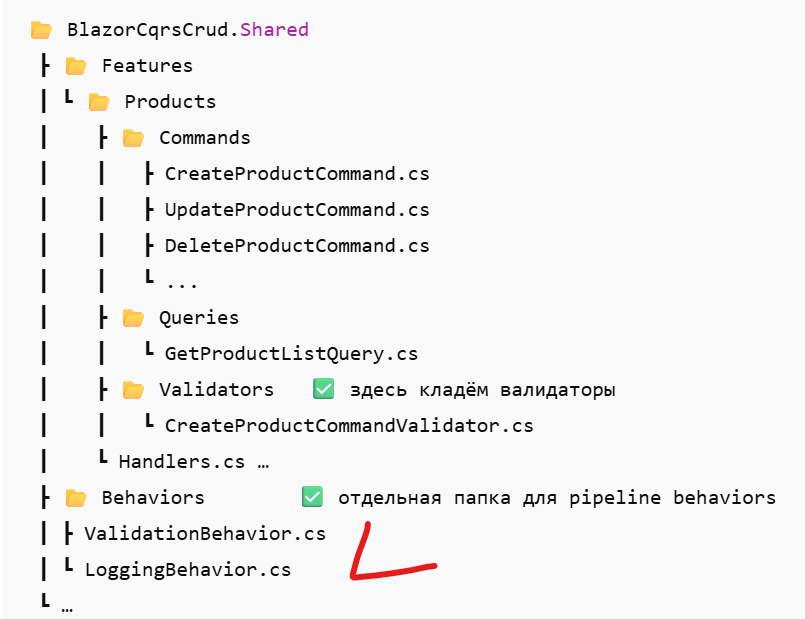 BlazorCqrsCrud.Shared
Features
Products
Commands
CreateProductCommand.cs
UpdateProductCommand.cs
DeleteProductCommand.cs
...
Queries
GetProductListQuery.cs
Validators ✅ здесь кладём валидаторы
CreateProductCommandValidator.cs
Handlers.cs …
Behaviors ✅ отдельная папка для pipeline behaviors
ValidationBehavior.cs
LoggingBehavior.cs
…